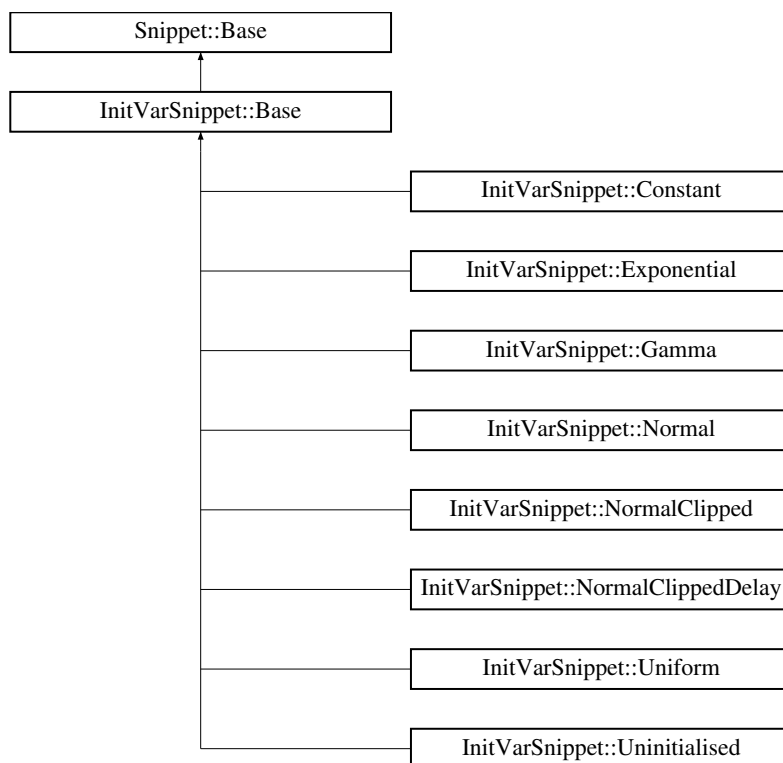 Snippet::Base
InitVarSnippet::Base
InitVarSnippet::Constant
InitVarSnippet::Exponential
InitVarSnippet::Gamma
InitVarSnippet::Normal
InitVarSnippet::NormalClipped
InitVarSnippet::NormalClippedDelay
InitVarSnippet::Uniform
InitVarSnippet::Uninitialised